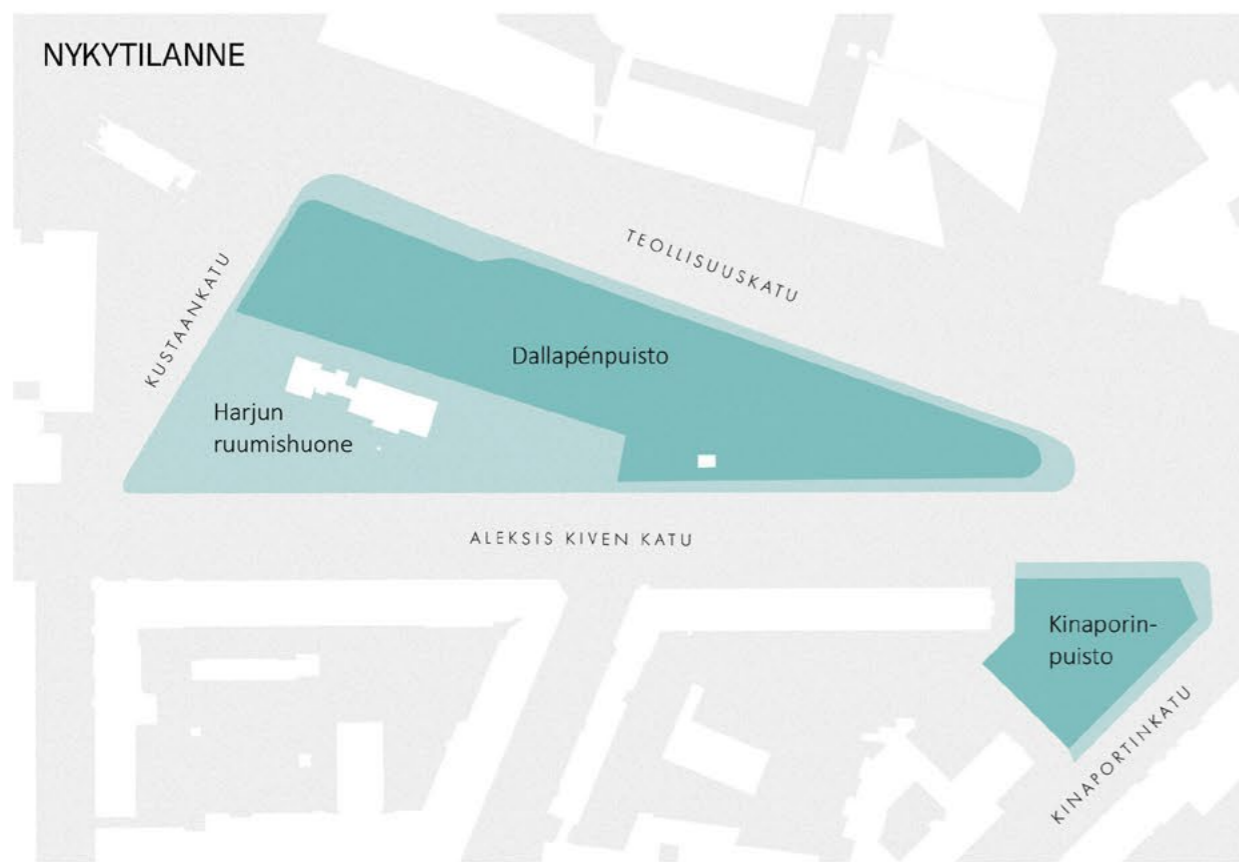 NYKYTILANNE
TEOLLISUUSKATU
KUSTAANKATU
Dallapénpuisto
Harjun
ruumishuone
ALEKSIS KIVEN KATU
Kinaporin-
puisto
KINAPORTINKATU